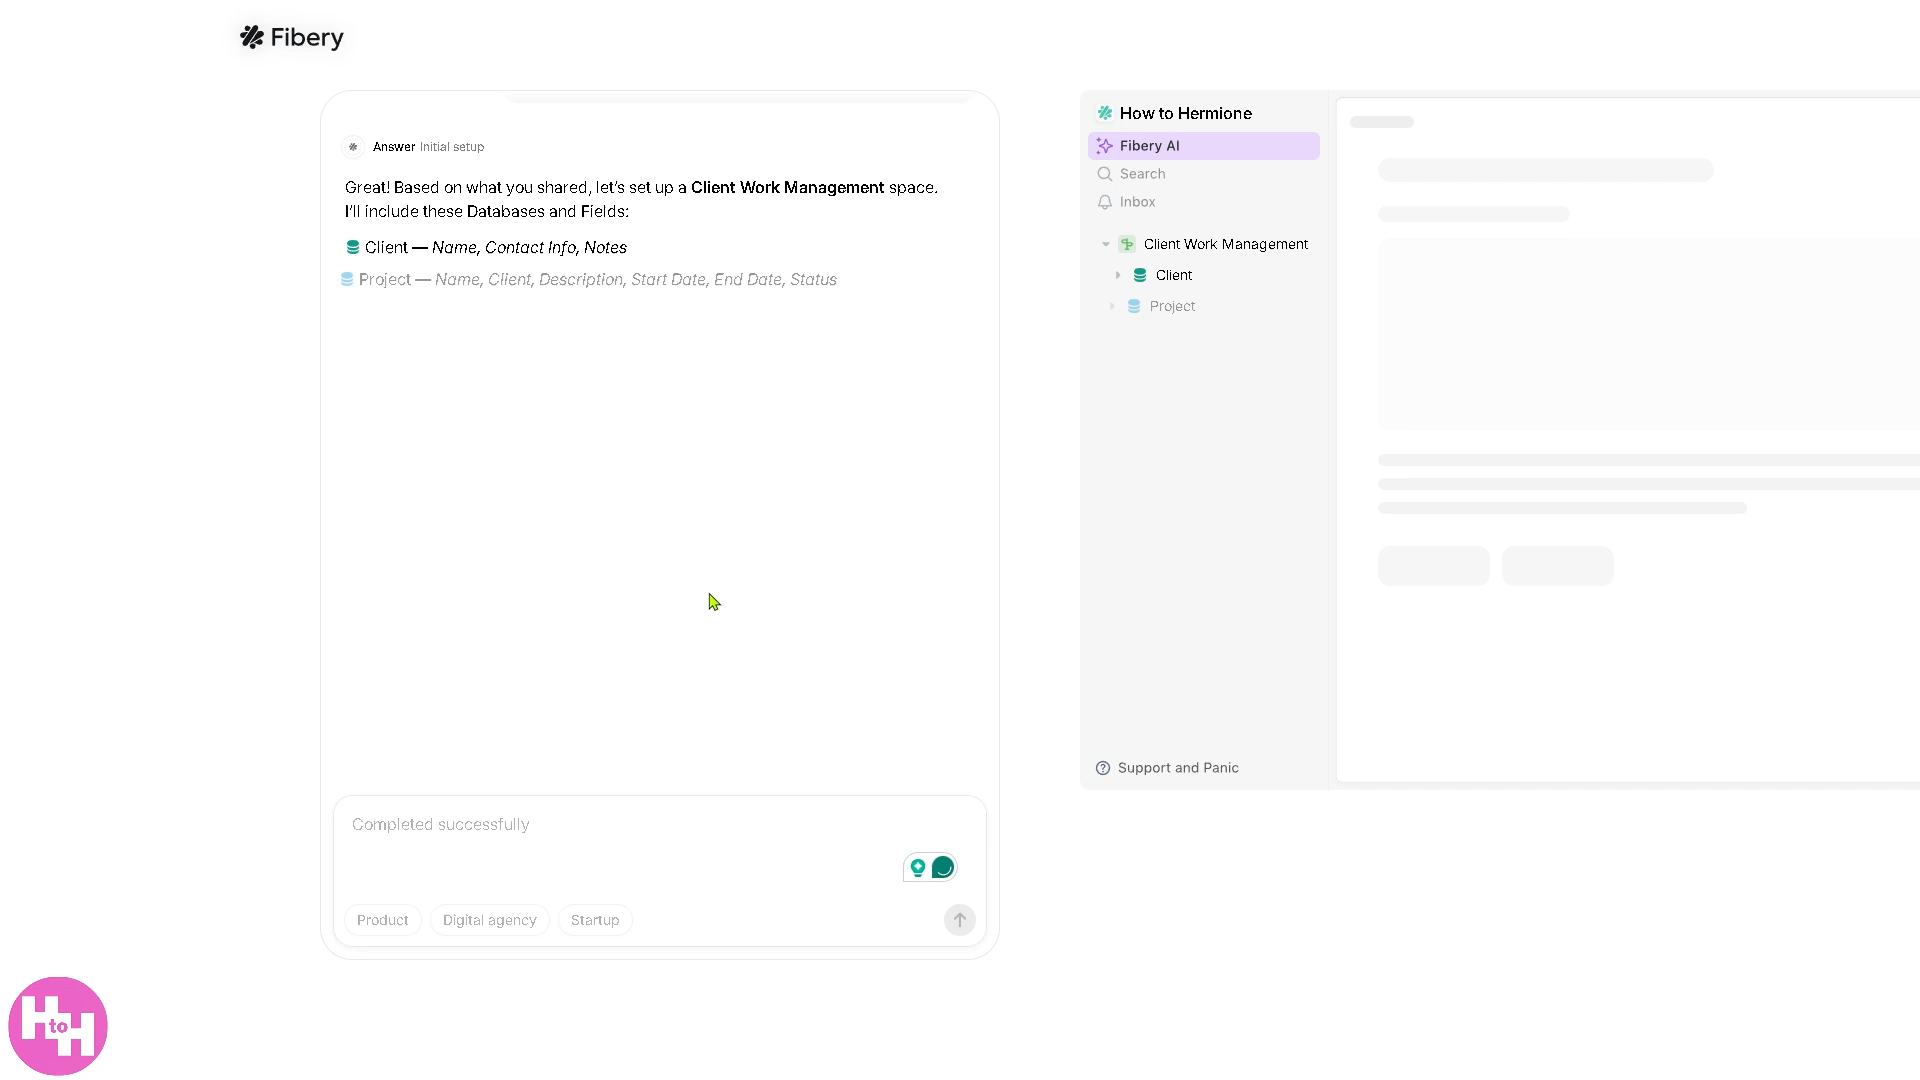 Fibery
Answer Initial setup
Great! Based on what you shared, let's set up a Client Work Management space.
I'll include these Databases and Fields:
Client — Name, Contact Info, Notes
Project — Name, Client, Description, Start Date, End Date, Status
Completed successfully
Product
Digital agency
Startup
How to Hermione
Fibery AI
Search
Inbox
Client Work Management
Client
Project
Support and Panic
H to H